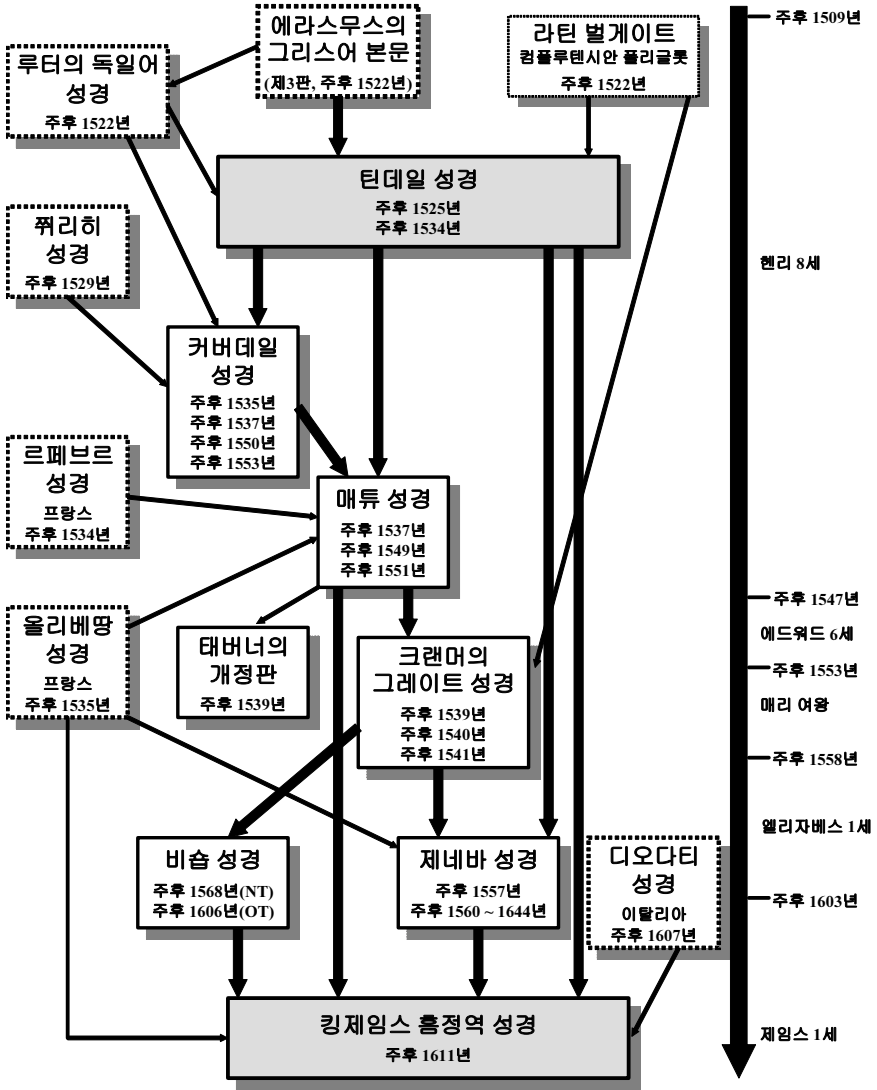 에라스무스의
그리스어 본문
(제3판, 주후 1522년)
라틴 벌게이트
컴플루텐시안 폴리글롯
주후 1522년
루터의 독일어
성경
주후 1522년
틴데일 성경
주후 1525년
주후 1534년
쮜리히
성경
주후 1529년
커버데일
성경
주후 1535년
주후 1537년
주후 1550년
주후 1553년
르페브르
성경
프랑스
주후 1534년
매튜 성경
주후 1537년
주후 1549년
주후 1551년
올리베땅
성경
프랑스
주후 1535년
태버너의
개정판
주후 1539년
크랜머의
그레이트 성경
주후 1539년
주후 1540년
주후 1541년
비숍 성경
주후 1568년(NT)
주후 1606년(OT)
제네바 성경
주후 1557년
주후 1560 ~ 1644년
디오다티
성경
이탈리아
주후 1607년
킹제임스 흠정역 성경
주후 1611년
주후 1509년
헨리 8세
주후 1547년
에드워드 6세
주후 1553년
매리 여왕
주후 1558년
엘리자베스 1세
주후 1603년
제임스 1세